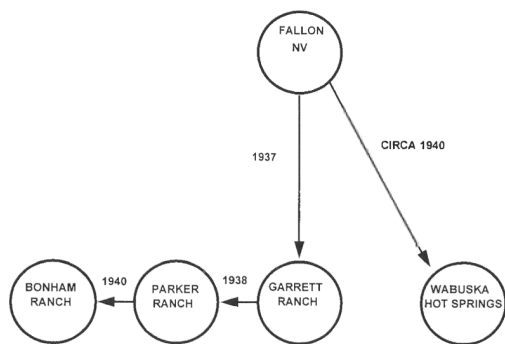 FALLON
NV
1937
CIRCA 1940
BONHAM
RANCH
1940
PARKER
RANCH
1938
GARRETT
RANCH
WABUSKA
HOT SPRINGS